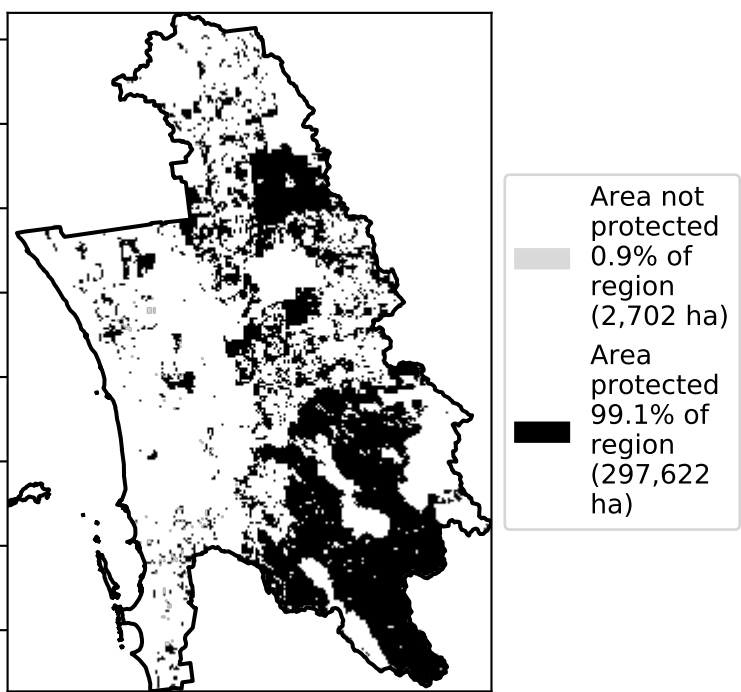 Area not
protected
0.9% of
region
(2,702 ha)
Area
protected
99.1% of
region
(297,622
ha)